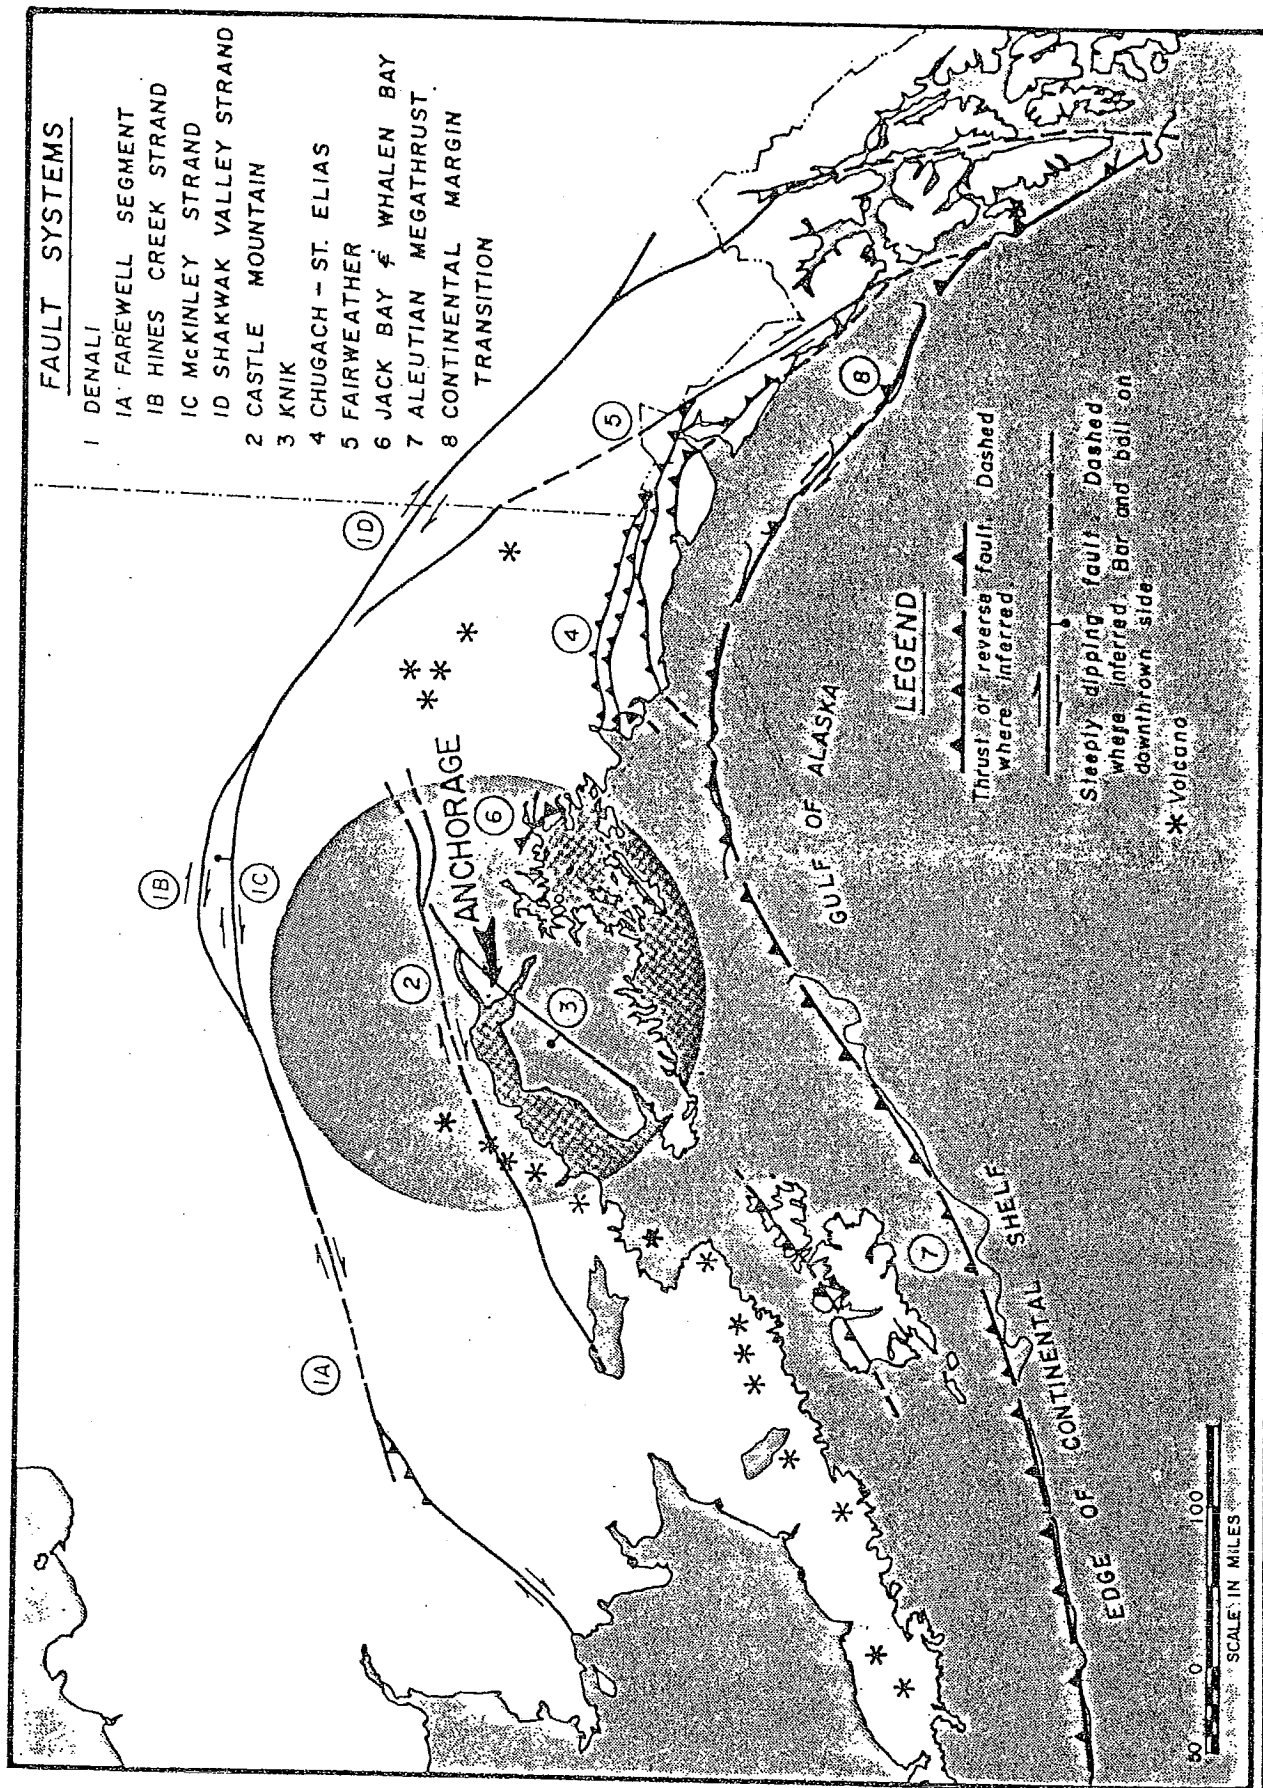 FAULT SYSTEMS
1 DENALI
1A FAREWELL SEGMENT
1B HINES CREEK STRAND
1C McKINLEY STRAND
1D SHAKWAK VALLEY STRAND
2 CASTLE MOUNTAIN
3 KNIK
4 CHUGACH - ST. ELIAS
5 FAIRWEATHER
6 JACK BAY & WHALEN BAY
7 ALEUTIAN MEGATHRUST
8 CONTINENTAL MARGIN
TRANSITION
1B
1C
1D
1A
2
ANCHORAGE
6
3
4
5
8
7
GULF OF ALASKA
EDGE OF CONTINENTAL SHELF
LEGEND
Thrust or reverse fault. Dashed
where inferred.
Steeply dipping fault. Dashed
where inferred. Bar and ball on
downthrown side
* Volcano
50 0 100
SCALE IN MILES